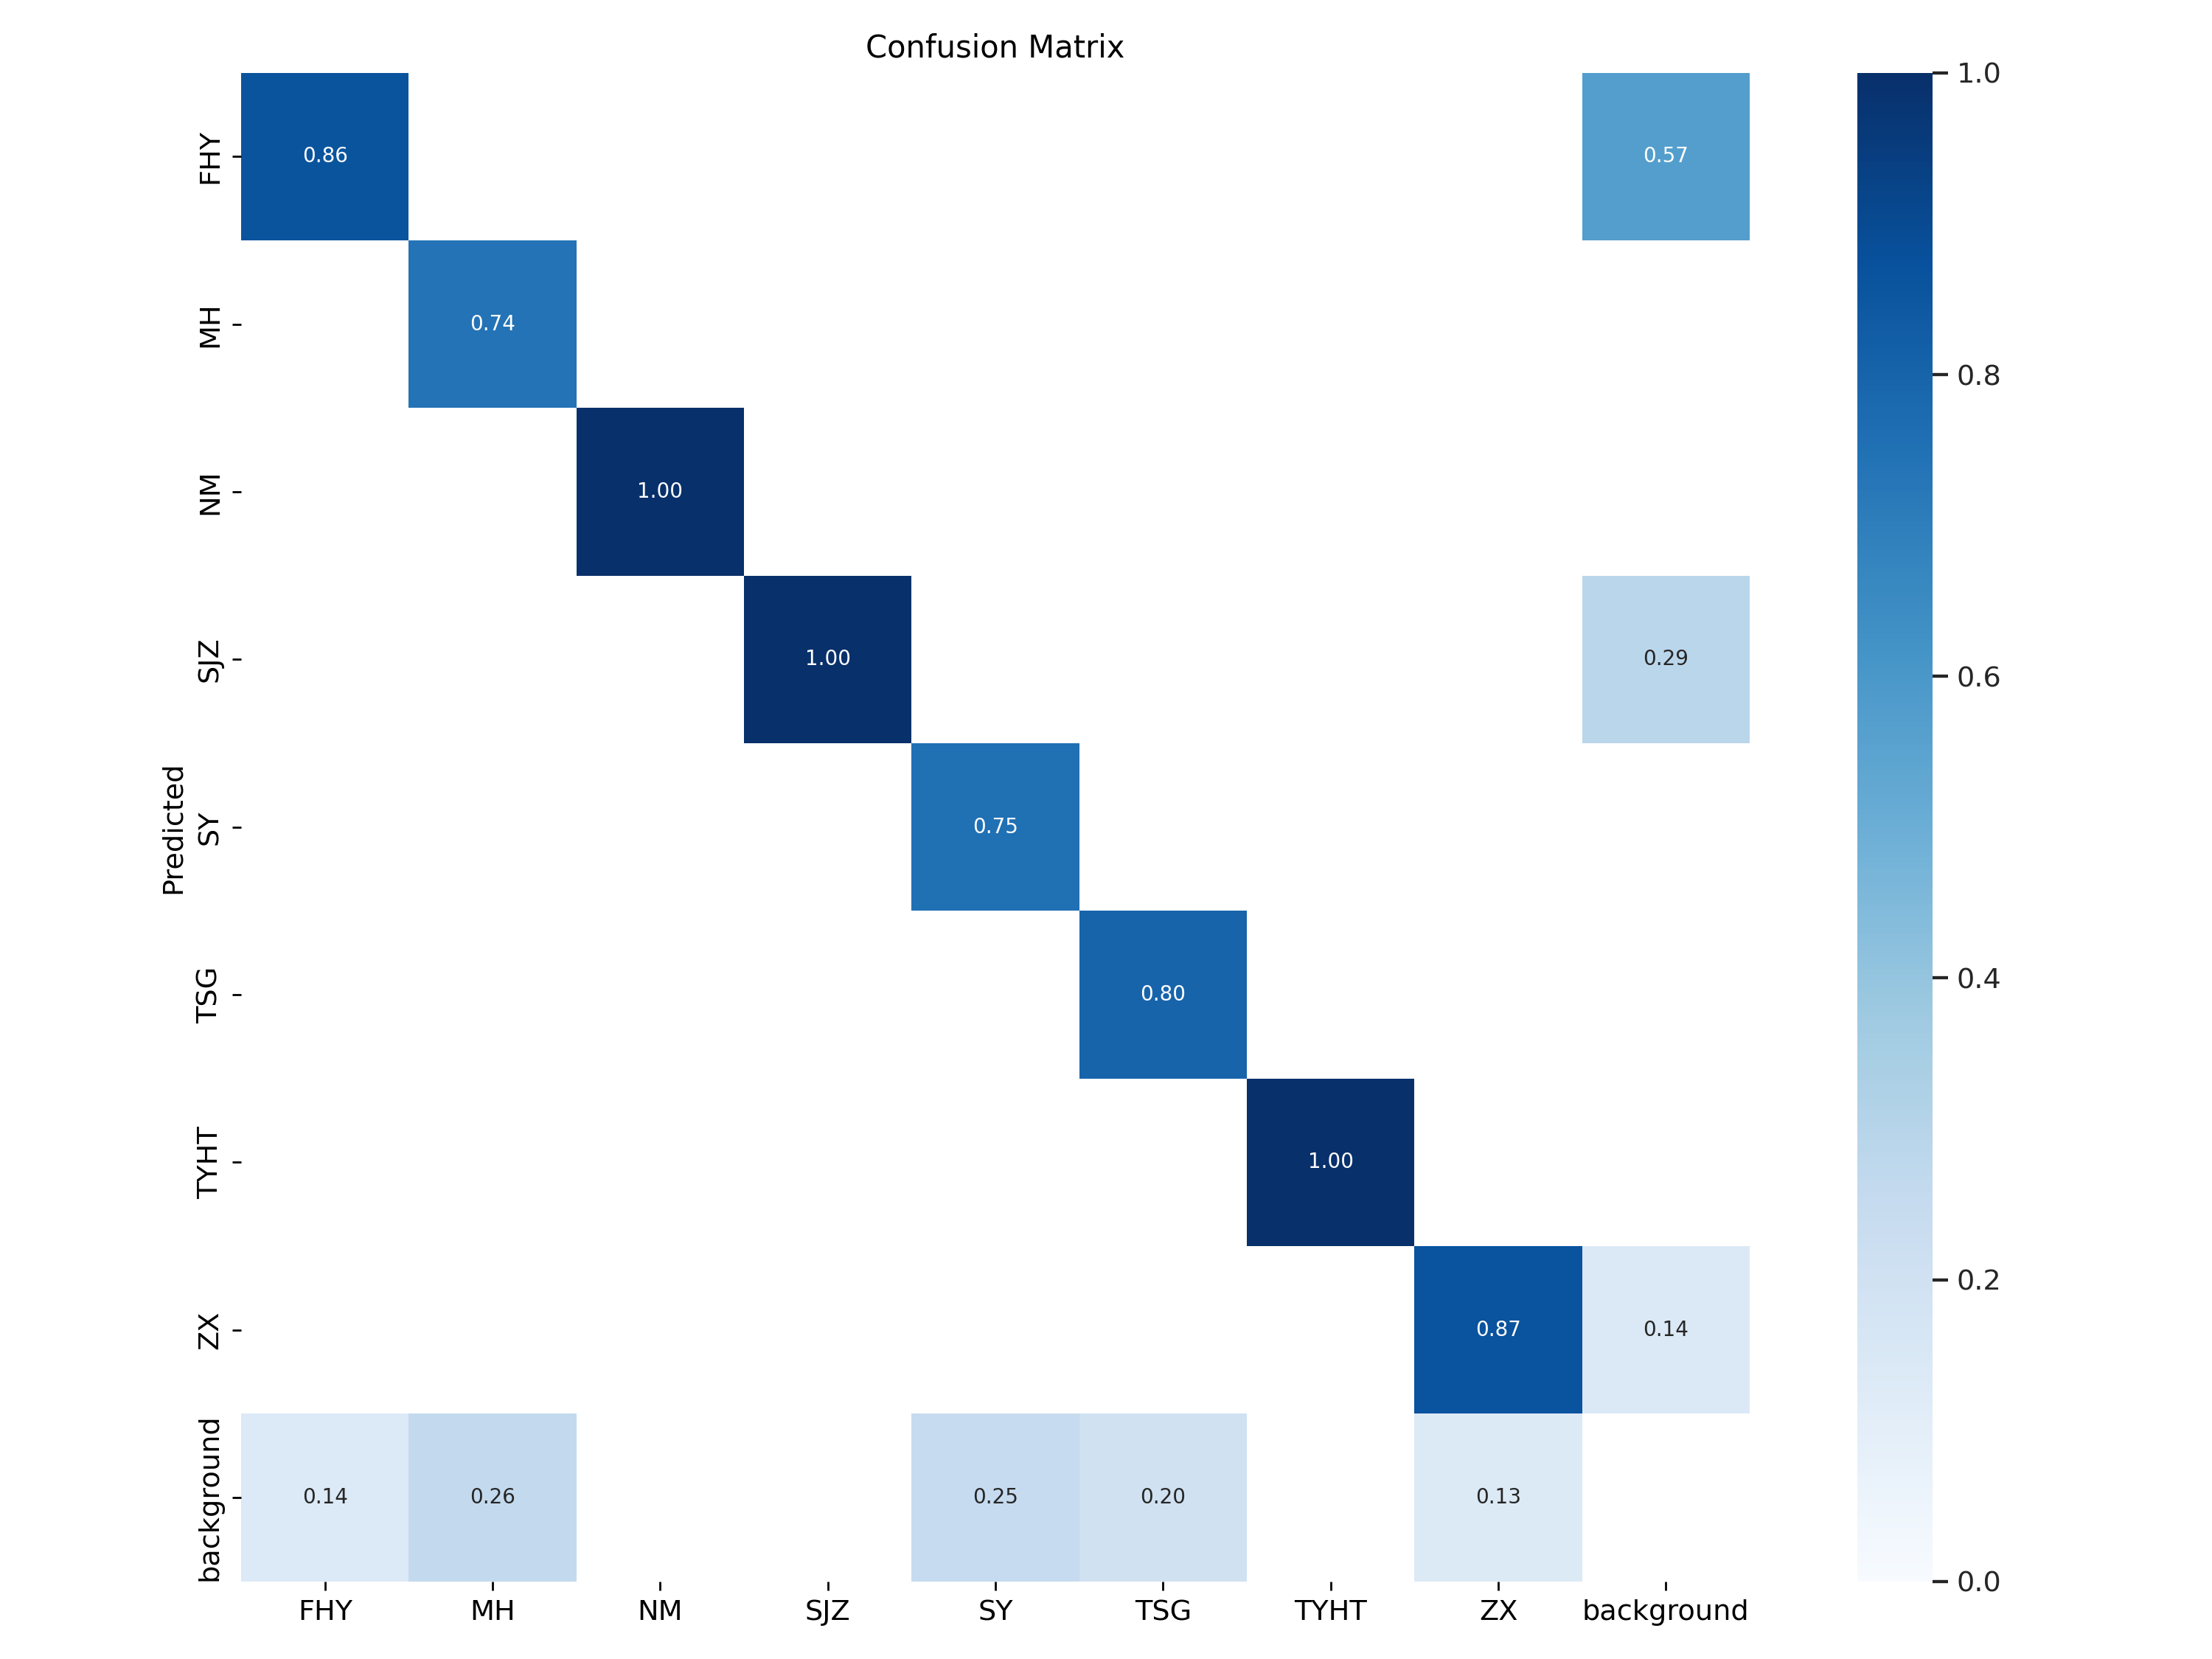 Confusion Matrix
FHY
0.86
0.57
1.0
MH
0.74
0.8
NM
1.00
SJZ
1.00
0.29
0.6
Predicted
SY
0.75
TSG
0.80
0.4
TYHT
1.00
ZX
0.87
0.14
0.2
background
0.14
0.26
0.25
0.20
0.13
0.0
FHY MH NM SJZ SY TSG TYHT ZX background